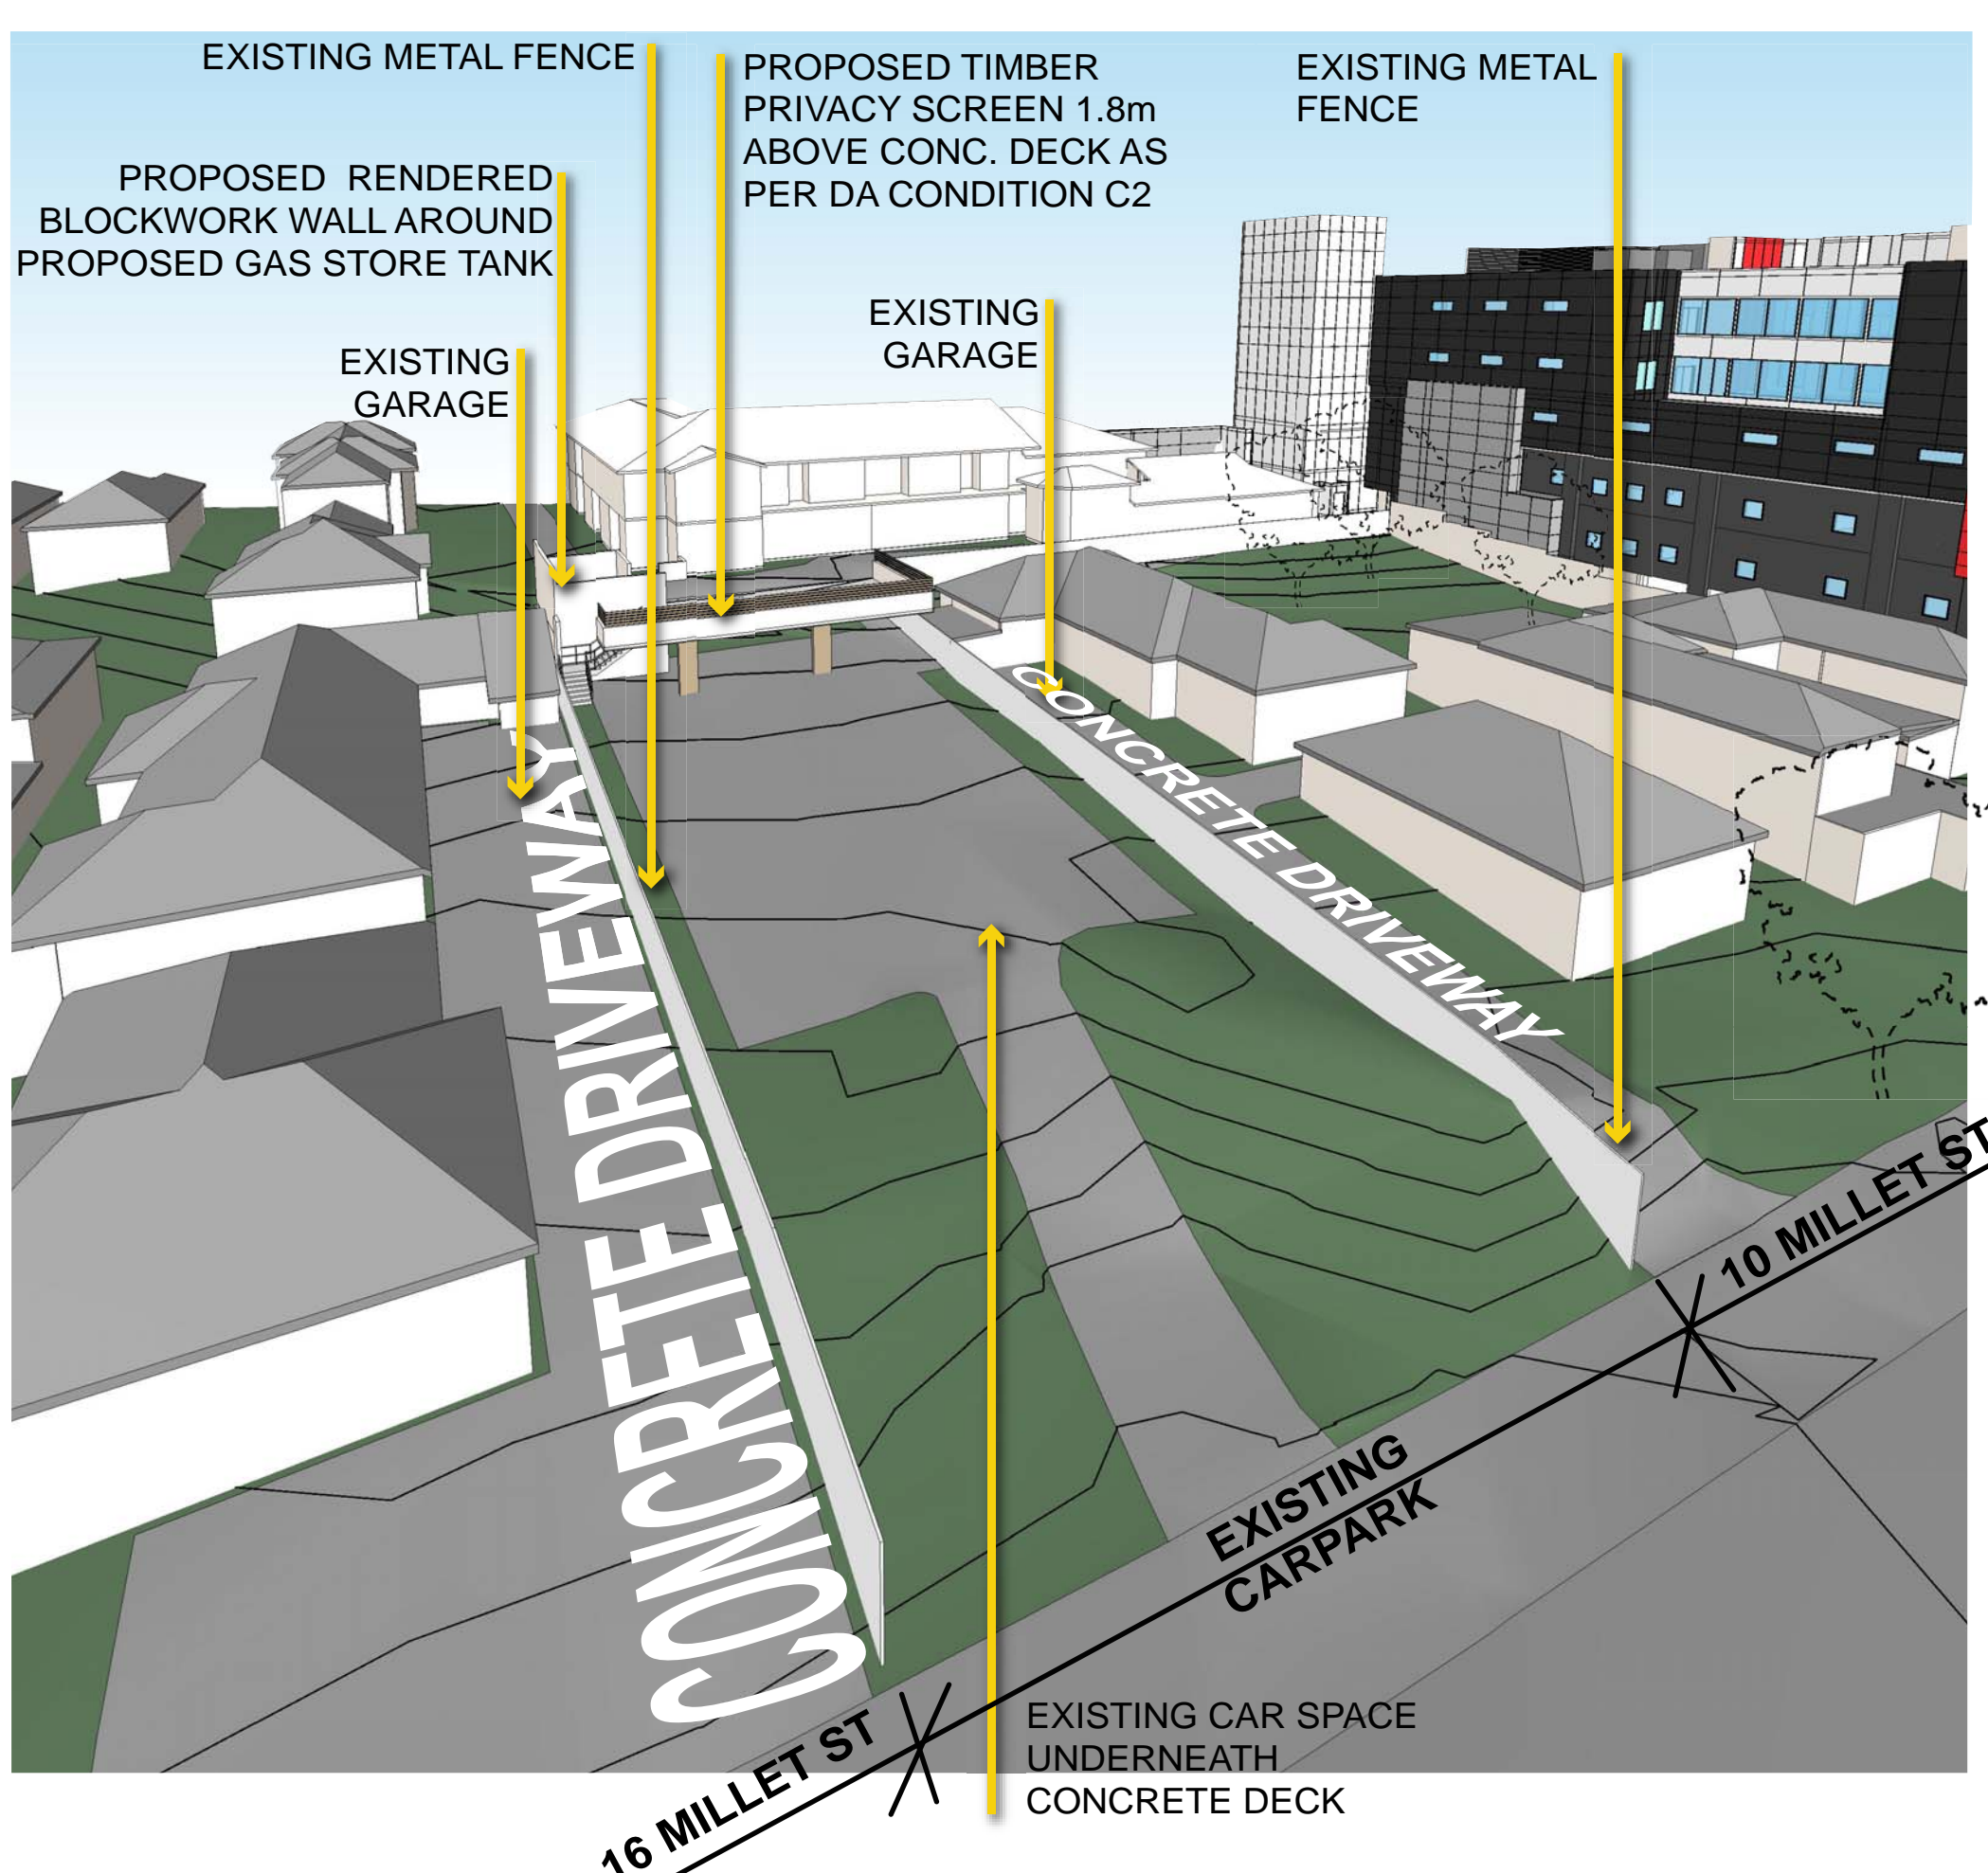 EXISTING METAL FENCE
PROPOSED TIMBER
PRIVACY SCREEN 1.8m
ABOVE CONC. DECK AS
PER DA CONDITION C2
EXISTING METAL
FENCE
PROPOSED RENDERED
BLOCKWORK WALL AROUND
PROPOSED GAS STORE TANK
EXISTING
GARAGE
EXISTING
GARAGE
CONCRETE DRIVEWAY
CONCRETE DRIVEWAY
10 MILLET ST
EXISTING
CARPARK
16 MILLET ST
EXISTING CAR SPACE
UNDERNEATH
CONCRETE DECK